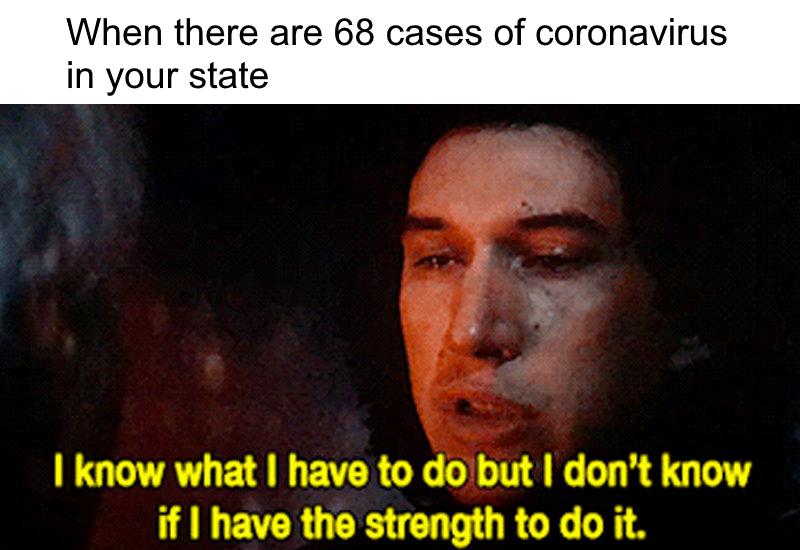 When there are 68 cases of coronavirus
in your state
I know what I have to do but I don't know
if I have the strength to do it.